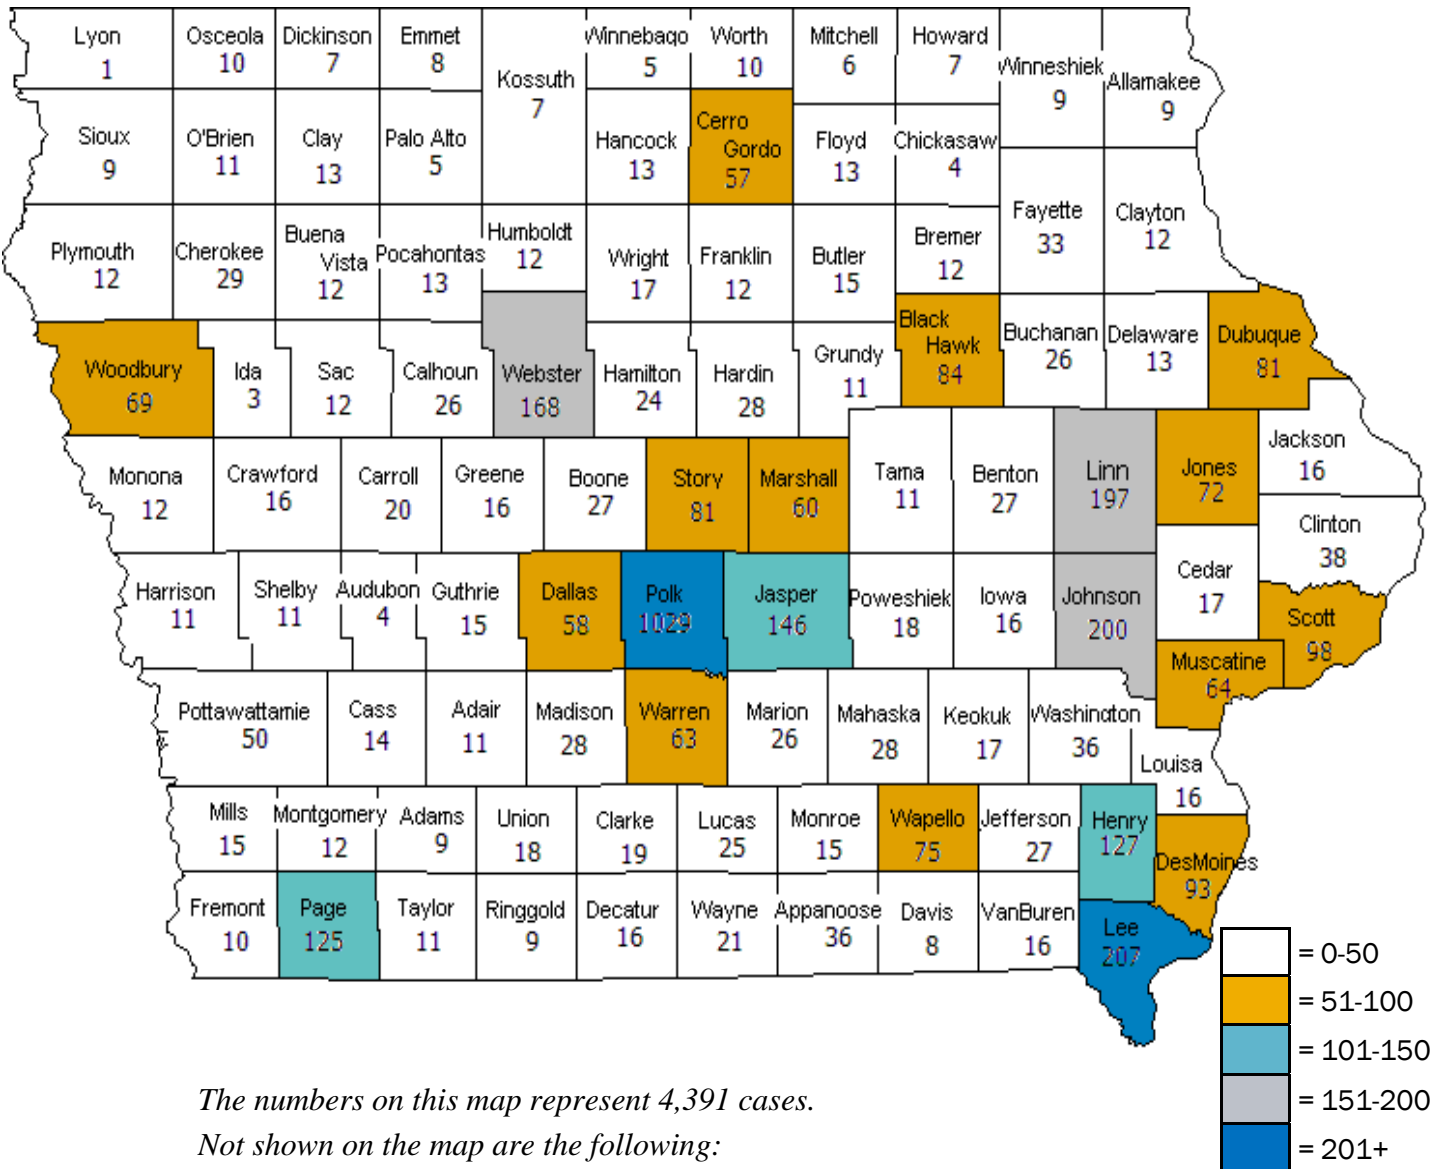 Lyon 1
Osceola 10
Dickinson 7
Emmet 8
Kossuth 7
Winnebago 5
Worth 10
Mitchell 6
Howard 7
Winneshiek 9
Allamakee 9
Sioux 9
O'Brien 11
Clay 13
Palo Alto 5
Hancock 13
Cerro Gordo 57
Floyd 13
Chickasaw 4
Fayette 33
Clayton 12
Plymouth 12
Cherokee 29
Buena Vista 12
Pocahontas 13
Humboldt 12
Wright 17
Franklin 12
Butler 15
Bremer 12
Woodbury 69
Ida 3
Sac 12
Calhoun 26
Webster 168
Hamilton 24
Hardin 28
Grundy 11
Black Hawk 84
Buchanan 26
Delaware 13
Dubuque 81
Monona 12
Crawford 16
Carroll 20
Greene 16
Boone 27
Story 81
Marshall 60
Tama 11
Benton 27
Linn 197
Jones 72
Jackson 16
Clinton 38
Harrison 11
Shelby 11
Audubon 4
Guthrie 15
Dallas 58
Polk 1029
Jasper 146
Poweshiek 18
Iowa 16
Johnson 200
Cedar 17
Scott 98
Muscatine 64
Pottawattamie 50
Cass 14
Adair 11
Madison 28
Warren 63
Marion 26
Mahaska 28
Keokuk 17
Washington 36
Louisa 16
Mills 15
Montgomery 12
Adams 9
Union 18
Clarke 19
Lucas 25
Monroe 15
Wapello 75
Jefferson 27
Henry 127
DesMoines 93
Fremont 10
Page 125
Taylor 11
Ringgold 9
Decatur 16
Wayne 21
Appanoose 36
Davis 8
VanBuren 16
Lee 207
= 0-50
= 51-100
= 101-150
= 151-200
= 201+
The numbers on this map represent 4,391 cases.
Not shown on the map are the following: